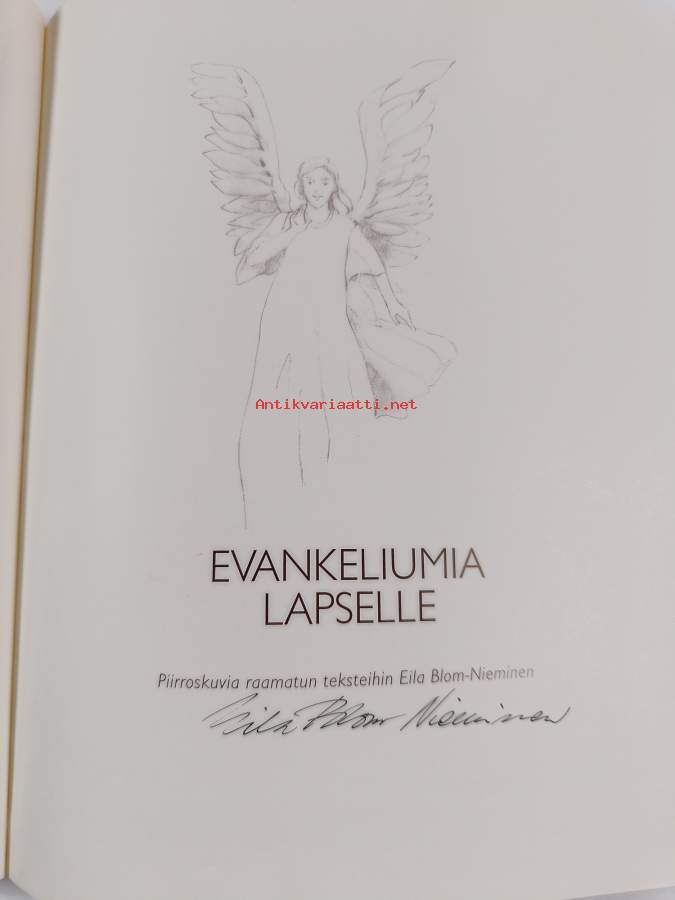 Antikvariaatti.net
EVANKELIUMIA
LAPSELLE
Piirroskuvia raamatun teksteihin Eila Blom-Nieminen
Eila Blom Nieminen